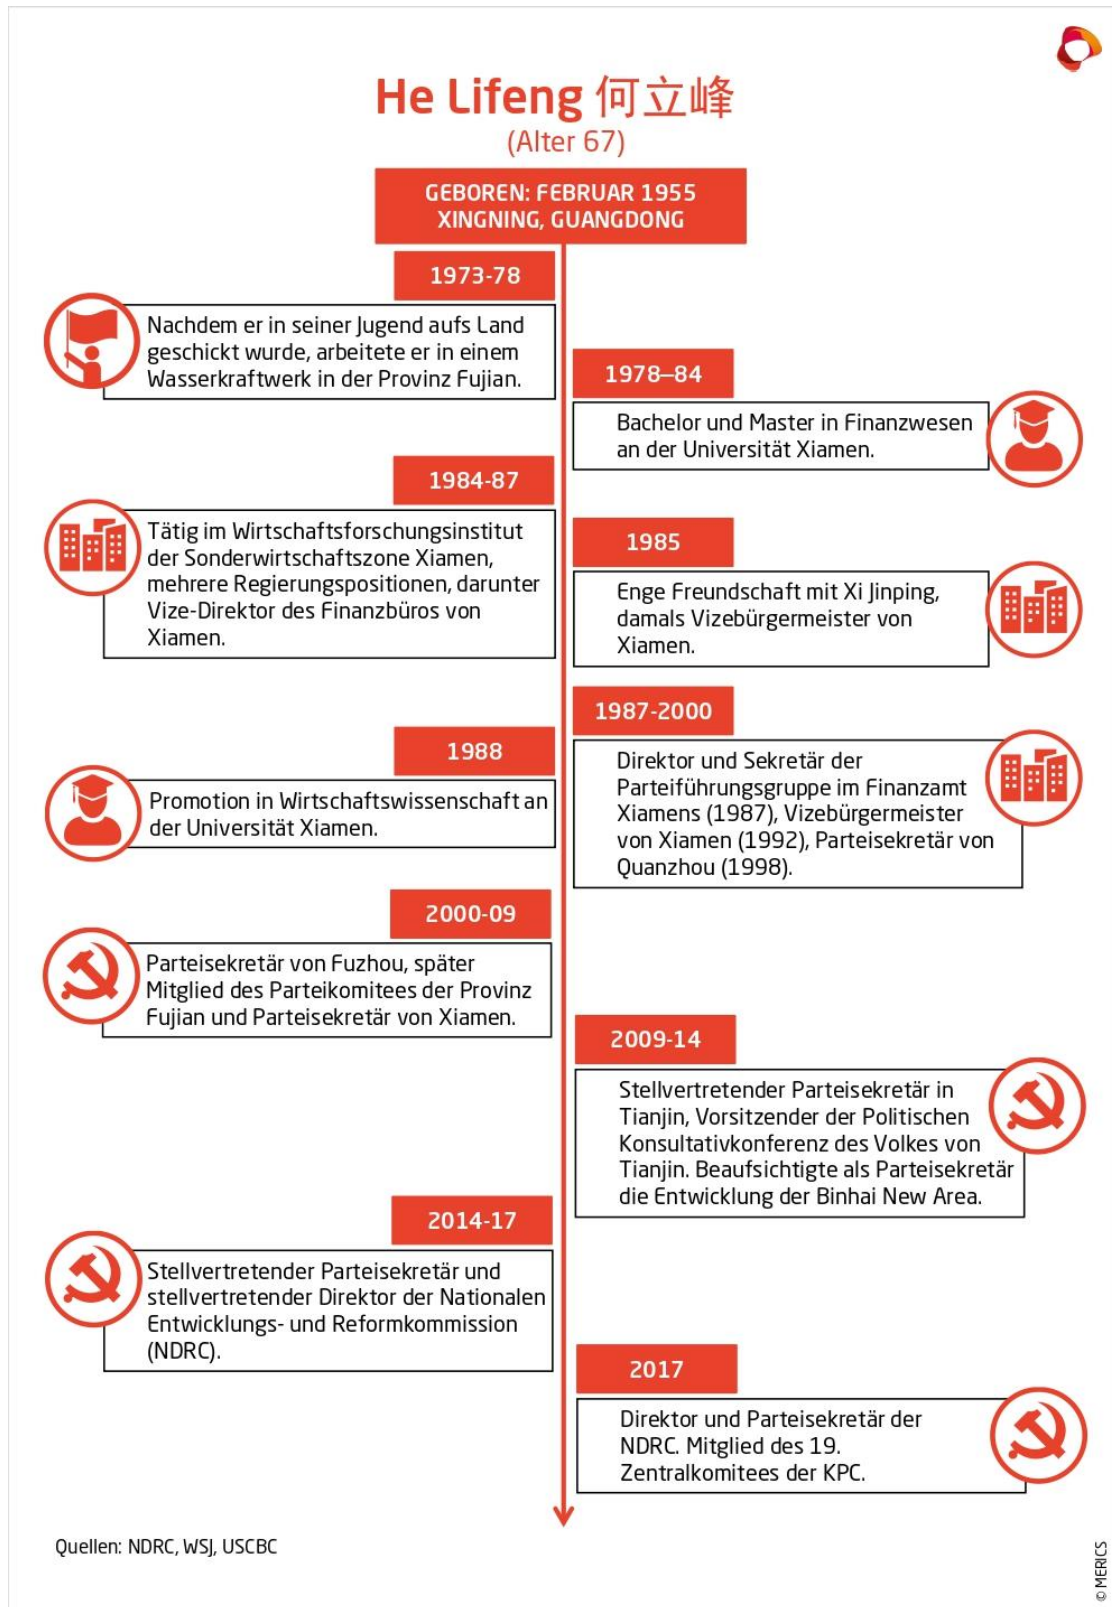 He Lifeng 何立峰
(Alter 67)
GEBOREN: FEBRUAR 1955
XINGNING, GUANGDONG
1973-78
Nachdem er in seiner Jugend aufs Land
geschickt wurde, arbeitete er in einem
Wasserkraftwerk in der Provinz Fujian.
1978–84
Bachelor und Master in Finanzwesen
an der Universität Xiamen.
1984-87
Tätig im Wirtschaftsforschungsinstitut
der Sonderwirtschaftszone Xiamen,
mehrere Regierungspositionen, darunter
Vize-Direktor des Finanzbüros von
Xiamen.
1985
Enge Freundschaft mit Xi Jinping,
damals Vizebürgermeister von
Xiamen.
1987-2000
Direktor und Sekretär der
Parteiführungsgruppe im Finanzamt
Xiamens (1987), Vizebürgermeister
von Xiamen (1992), Parteisekretär von
Quanzhou (1998).
1988
Promotion in Wirtschaftswissenschaft an
der Universität Xiamen.
2000-09
Parteisekretär von Fuzhou, später
Mitglied des Parteikomitees der Provinz
Fujian und Parteisekretär von Xiamen.
2009-14
Stellvertretender Parteisekretär in
Tianjin, Vorsitzender der Politischen
Konsultativkonferenz des Volkes von
Tianjin. Beaufsichtigte als Parteisekretär
die Entwicklung der Binhai New Area.
2014-17
Stellvertretender Parteisekretär und
stellvertretender Direktor der Nationalen
Entwicklungs- und Reformkommission
(NDRC).
2017
Direktor und Parteisekretär der
NDRC. Mitglied des 19.
Zentralkomitees der KPC.
Quellen: NDRC, WSJ, USCBC
© MERICS